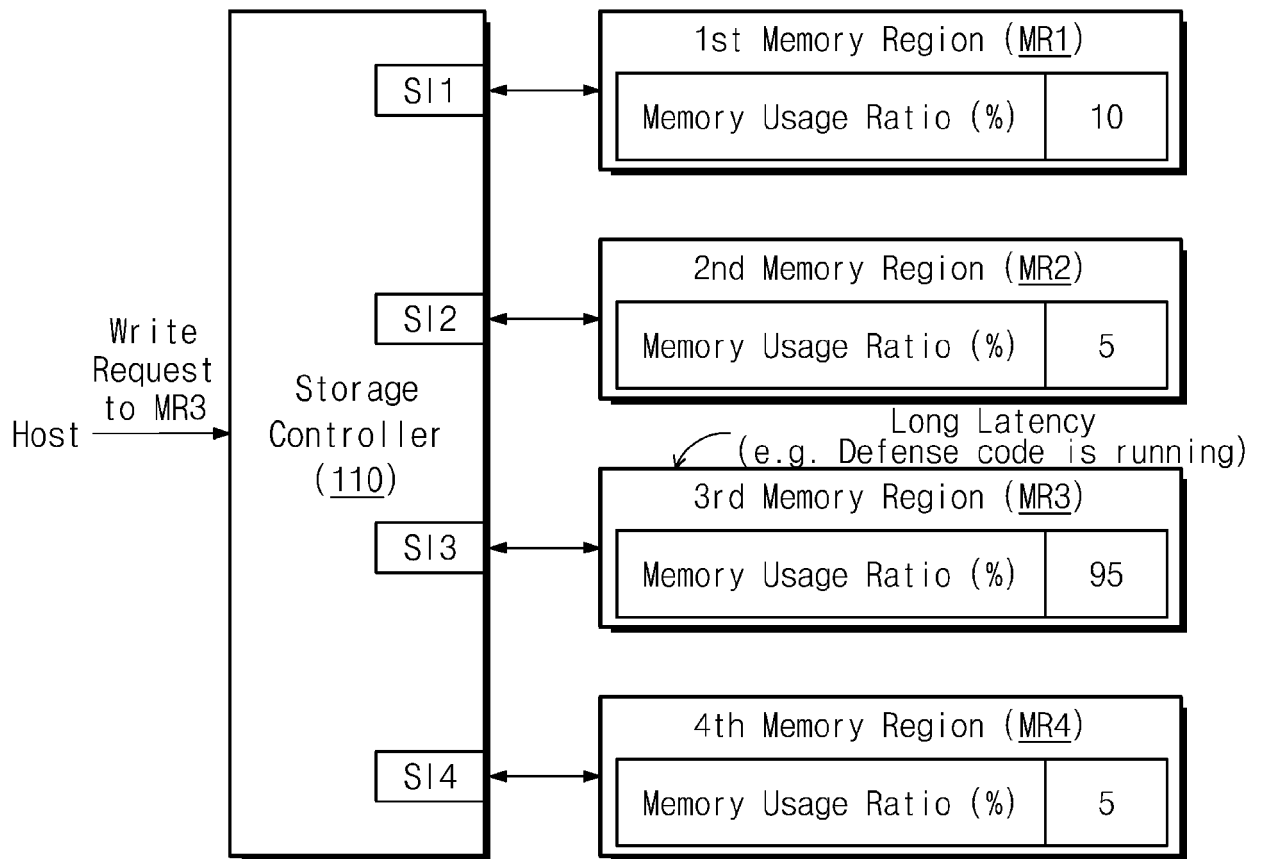 1st Memory Region (MR1)
SI1
Memory Usage Ratio (%) 10
2nd Memory Region (MR2)
SI2
Memory Usage Ratio (%) 5
Write
Request
to MR3
Host
Storage
Controller
(110)
Long Latency
(e.g. Defense code is running)
3rd Memory Region (MR3)
SI3
Memory Usage Ratio (%) 95
4th Memory Region (MR4)
SI4
Memory Usage Ratio (%) 5